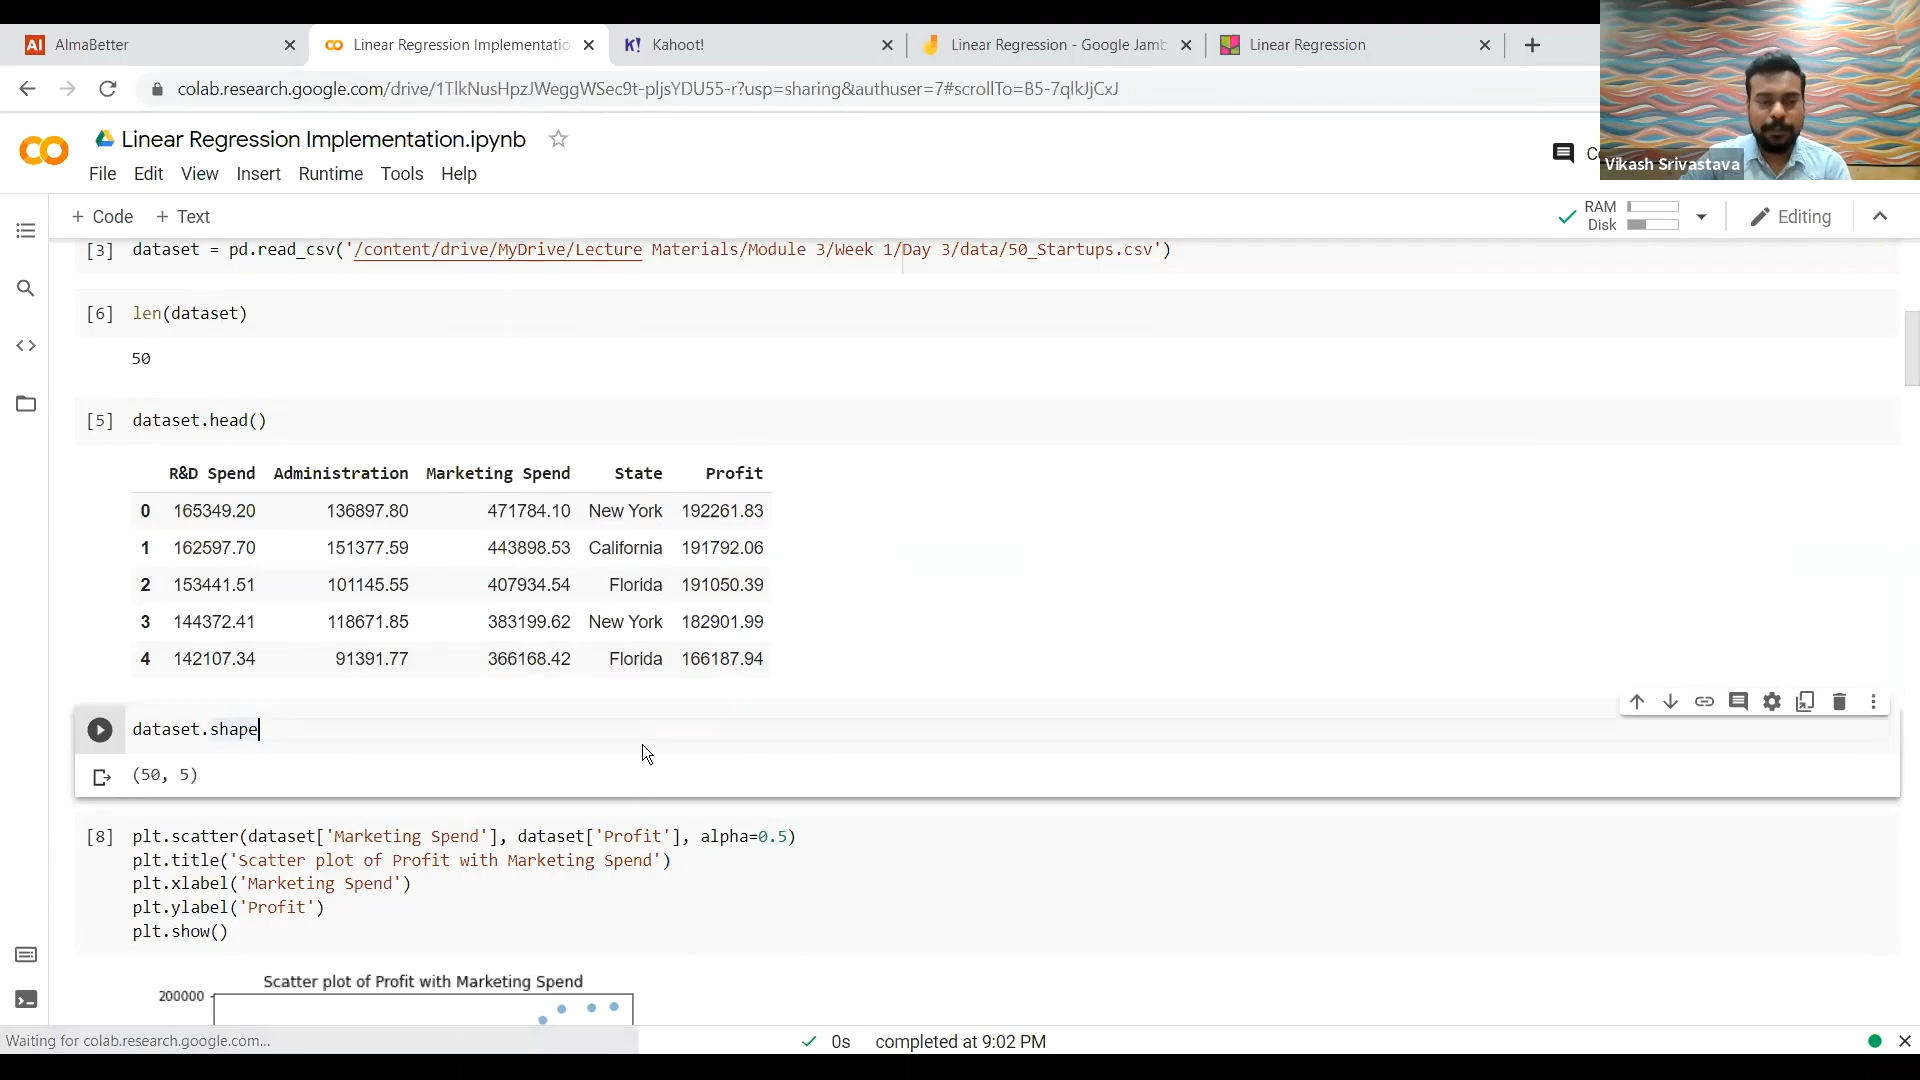 AlmaBetter
Linear Regression Implementatio
Kahoot!
Linear Regression - Google Jamb
Linear Regression
colab.research.google.com/drive/1TlkNusHpzJWeggWSec9t-pljsYDU55-r?usp=sharing&authuser=7#scrollTo=B5-7qlkJjCxJ
Linear Regression Implementation.ipynb
File Edit View Insert Runtime Tools Help
Vikash Srivastava
+ Code + Text
RAM
Disk
Editing
[3] dataset = pd.read_csv('/content/drive/MyDrive/Lecture Materials/Module 3/Week 1/Day 3/data/50_Startups.csv')
[6] len(dataset)
50
[5] dataset.head()
R&D Spend Administration Marketing Spend State Profit
0 165349.20 136897.80 471784.10 New York 192261.83
1 162597.70 151377.59 443898.53 California 191792.06
2 153441.51 101145.55 407934.54 Florida 191050.39
3 144372.41 118671.85 383199.62 New York 182901.99
4 142107.34 91391.77 366168.42 Florida 166187.94
dataset.shape
(50, 5)
[8] plt.scatter(dataset['Marketing Spend'], dataset['Profit'], alpha=0.5)
plt.title('Scatter plot of Profit with Marketing Spend')
plt.xlabel('Marketing Spend')
plt.ylabel('Profit')
plt.show()
Scatter plot of Profit with Marketing Spend
200000
Waiting for colab.research.google.com...
0s completed at 9:02 PM